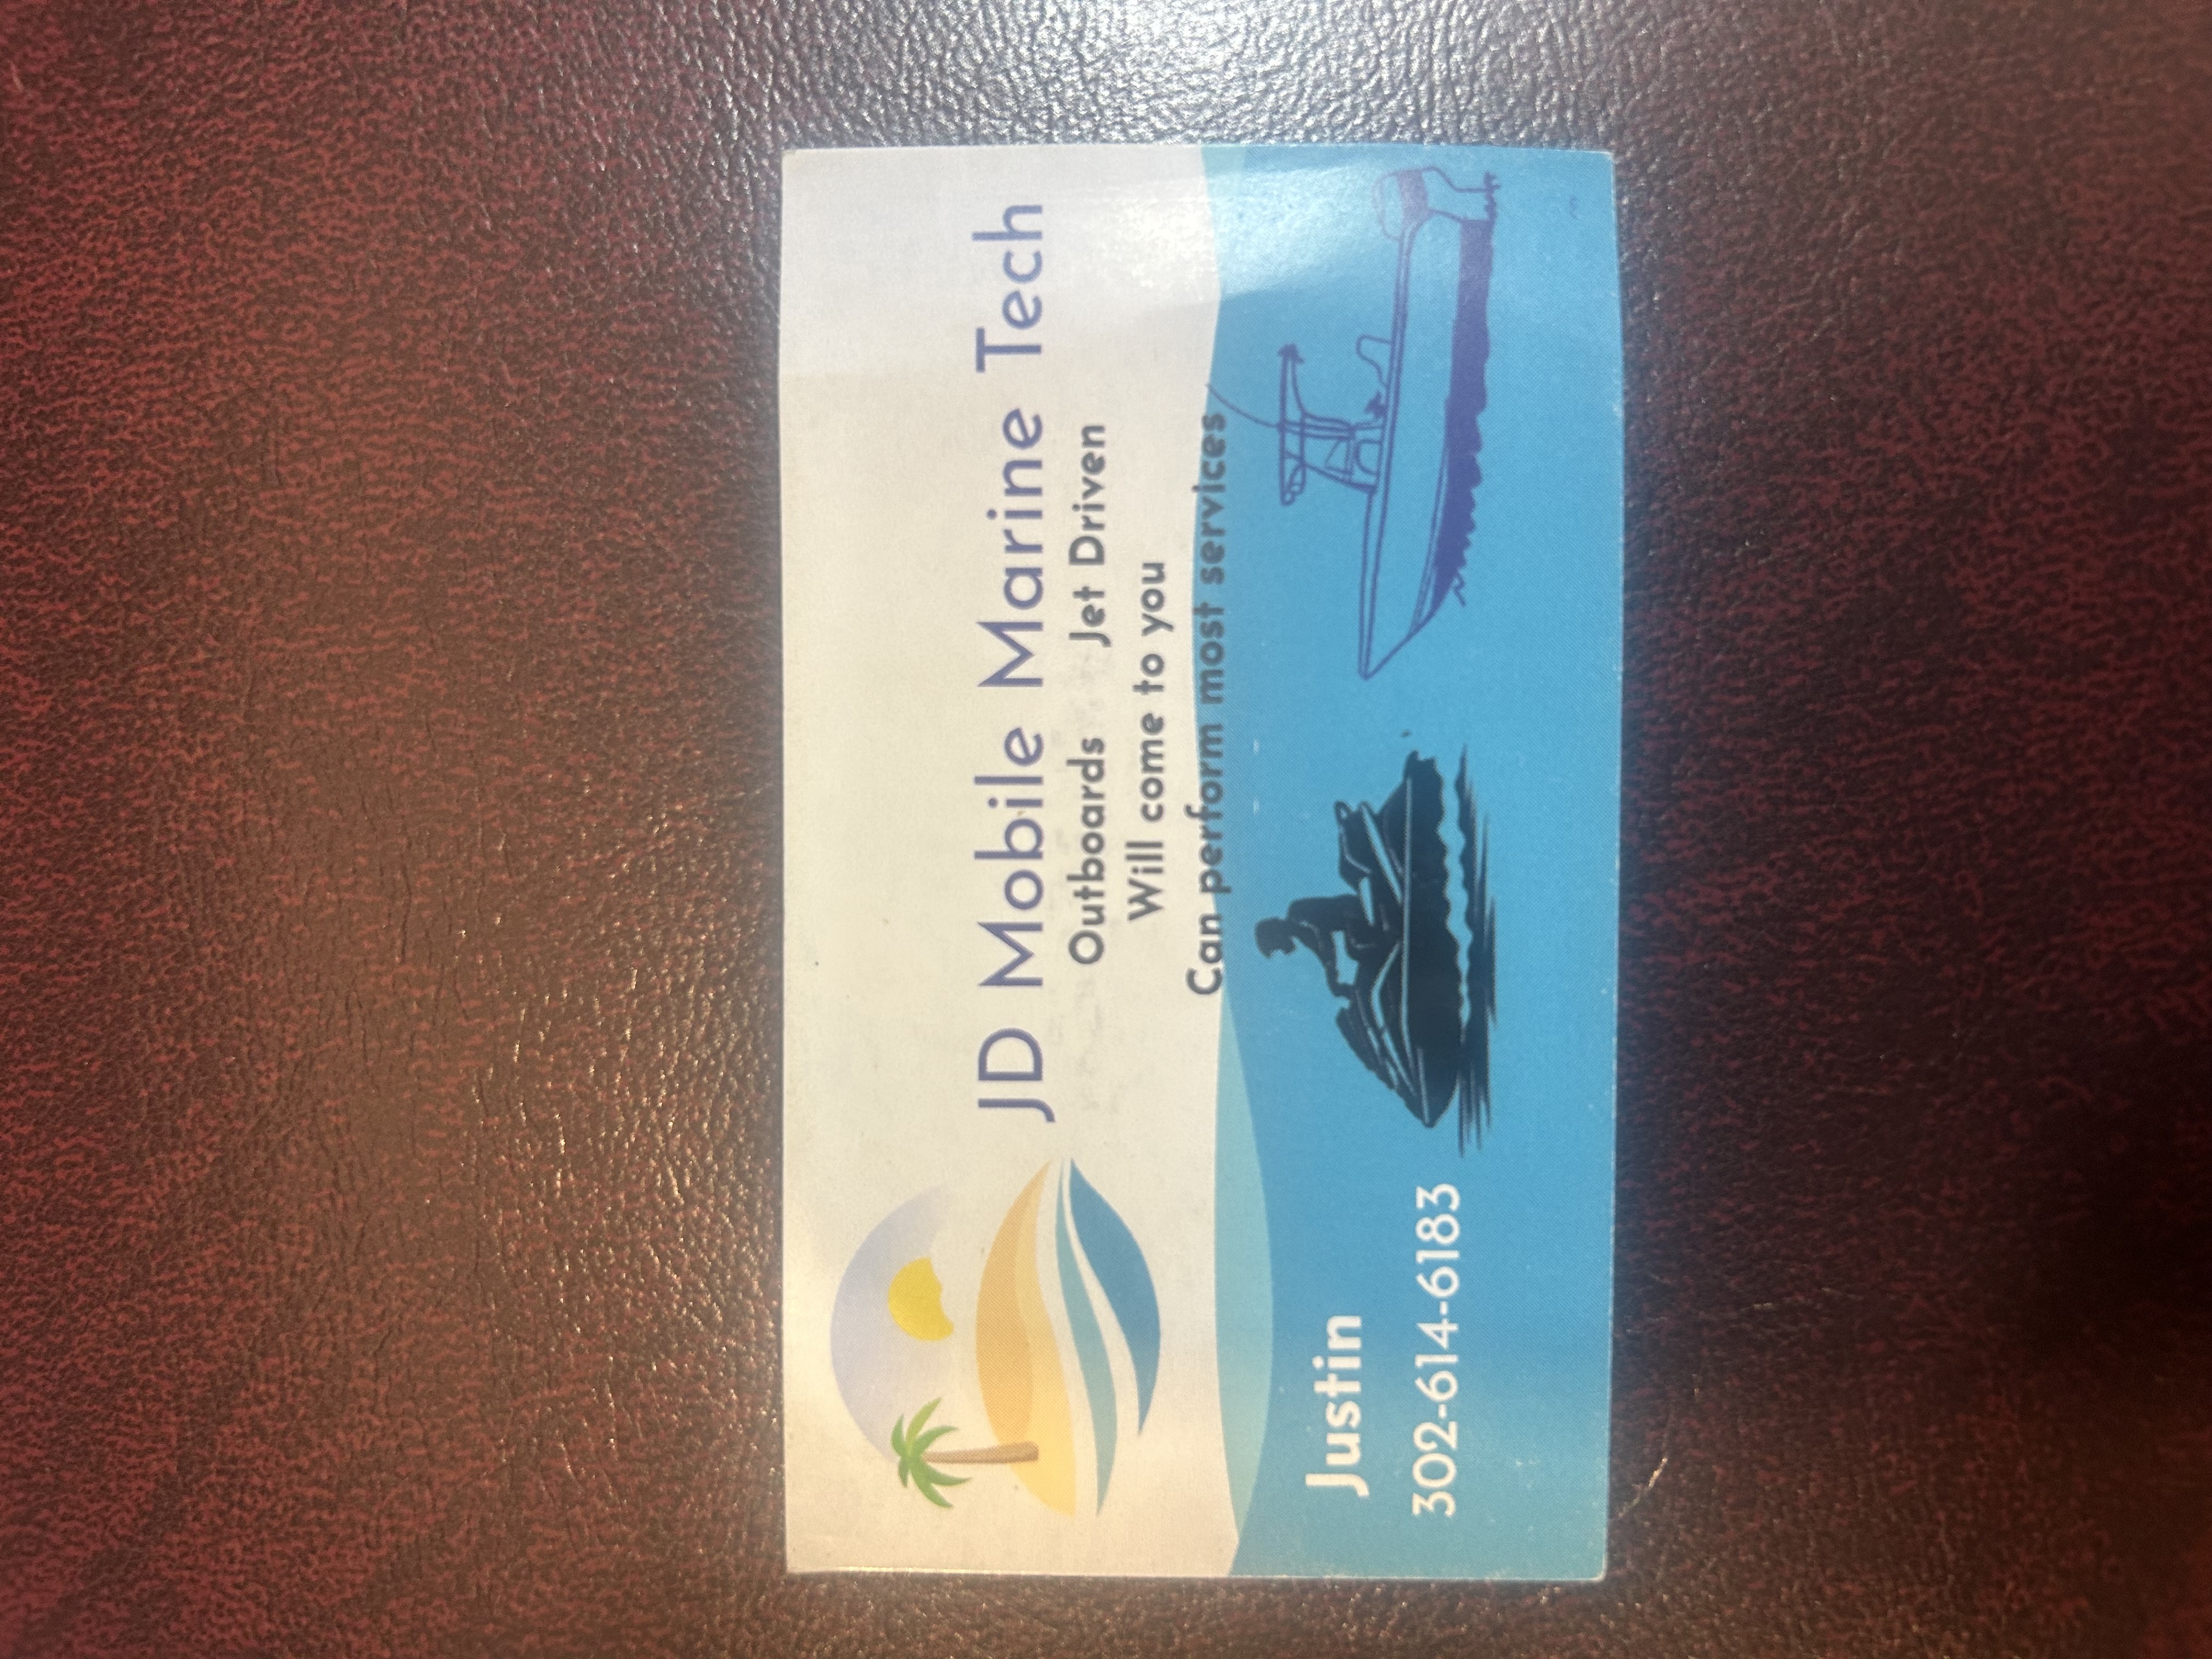 JD Mobile Marine Tech
Outboards Jet Driven
Will come to you
Can perform most services
Justin
302-614-6183